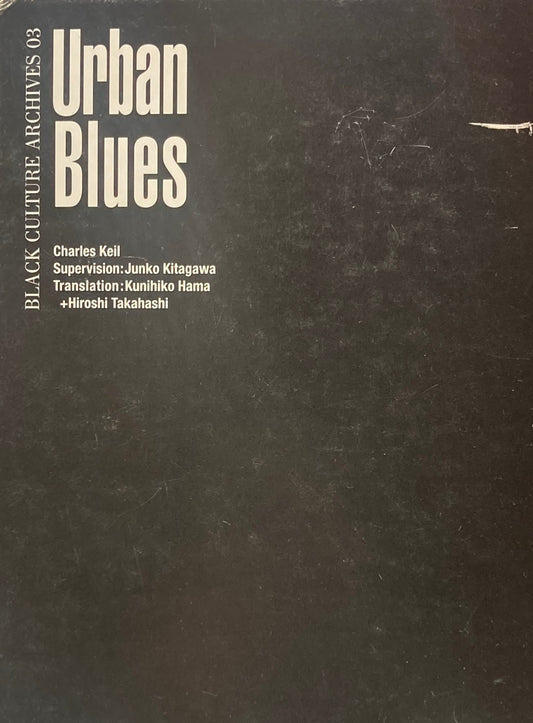 BLACK CULTURE ARCHIVES 03
Urban
Blues
Charles Keil
Supervision:Junko Kitagawa
Translation:Kunihiko Hama
+Hiroshi Takahashi